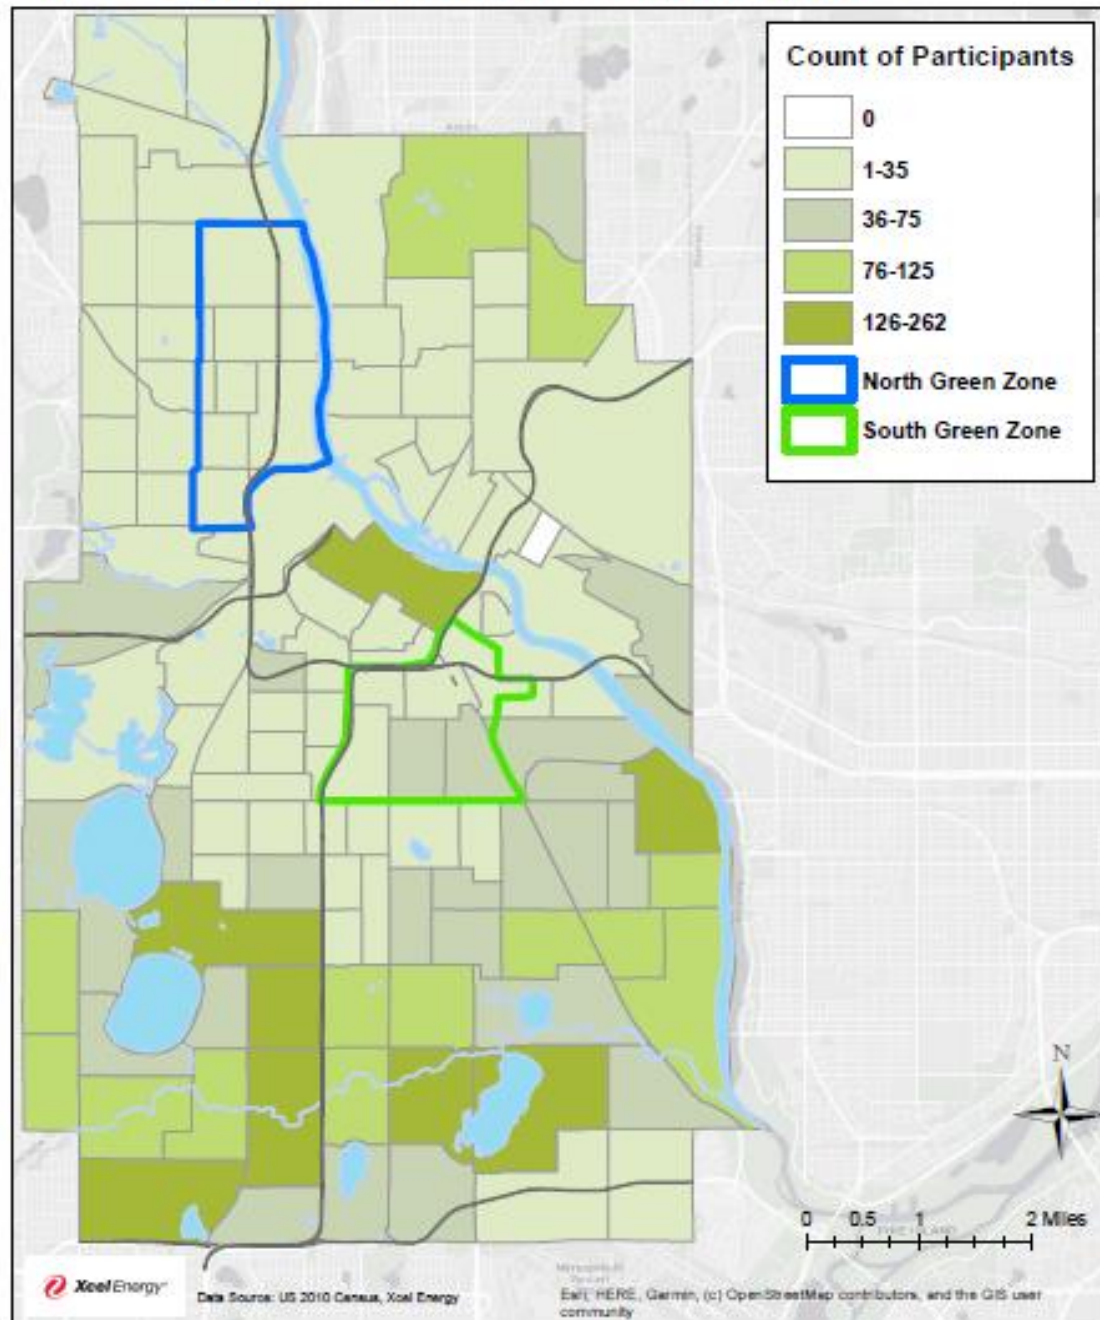 Count of Participants
0
1-35
36-75
76-125
126-262
North Green Zone
South Green Zone
N
0 0.5 1 2 Miles
Xcel Energy
Data Source: US 2010 Census, Xcel Energy
Esri, HERE, Garmin, (c) OpenStreetMap contributors, and the GIS user
community